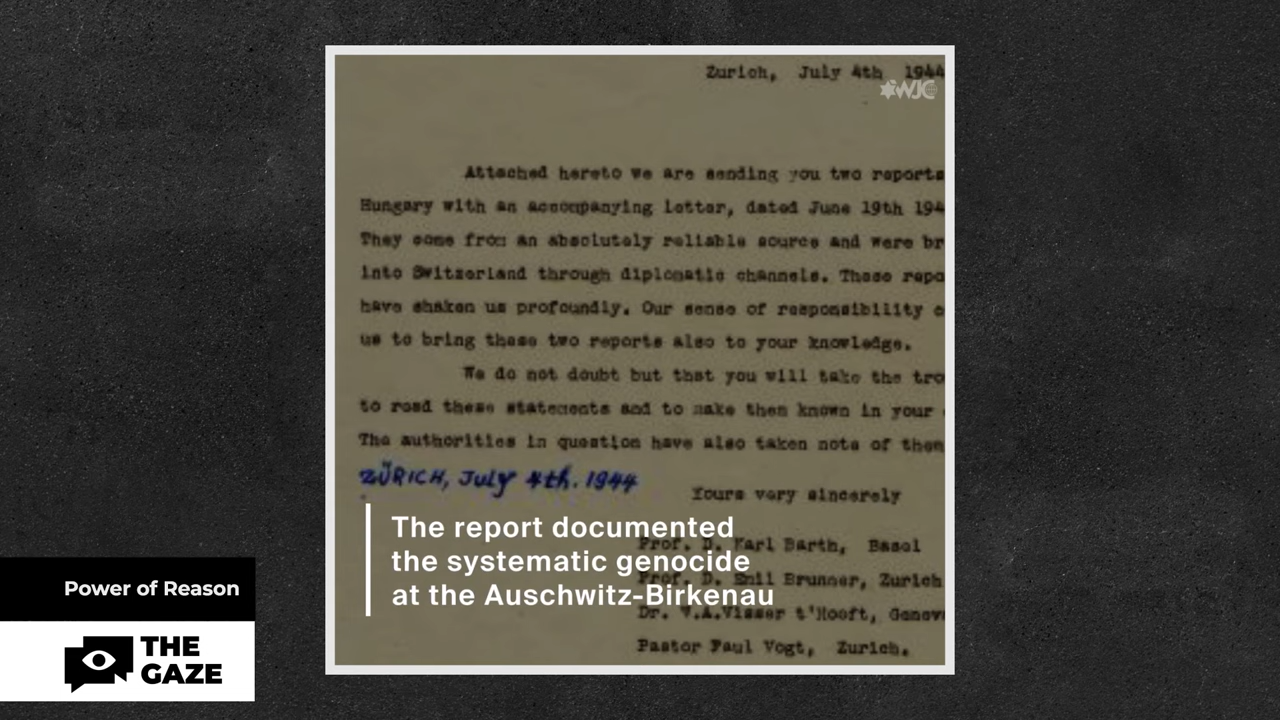 Zurich, July 4th 1944
WJC
Attached hereto we are sending you two reports
Hungary with an accompanying letter, dated June 19th 194
They come from an absolutely reliable source and were br
into Switzerland through diplomatic channels. These repo
have shaken us profoundly. Our sense of responsibility c
us to bring these two reports also to your knowledge.
We do not doubt but that you will take the tro
to read these statements and to make them known in your
The authorities in question have also taken note of them
ZÜRICH, July 4th. 1944
Yours very sincerely
Prof. D. Karl Barth, Basel
Prof. D. Emil Brunner, Zurich
Dr. V.A.Visser t'Hooft, Geneva
Pastor Paul Vogt, Zurich.
The report documented
the systematic genocide
at the Auschwitz-Birkenau
Power of Reason
THE
GAZE